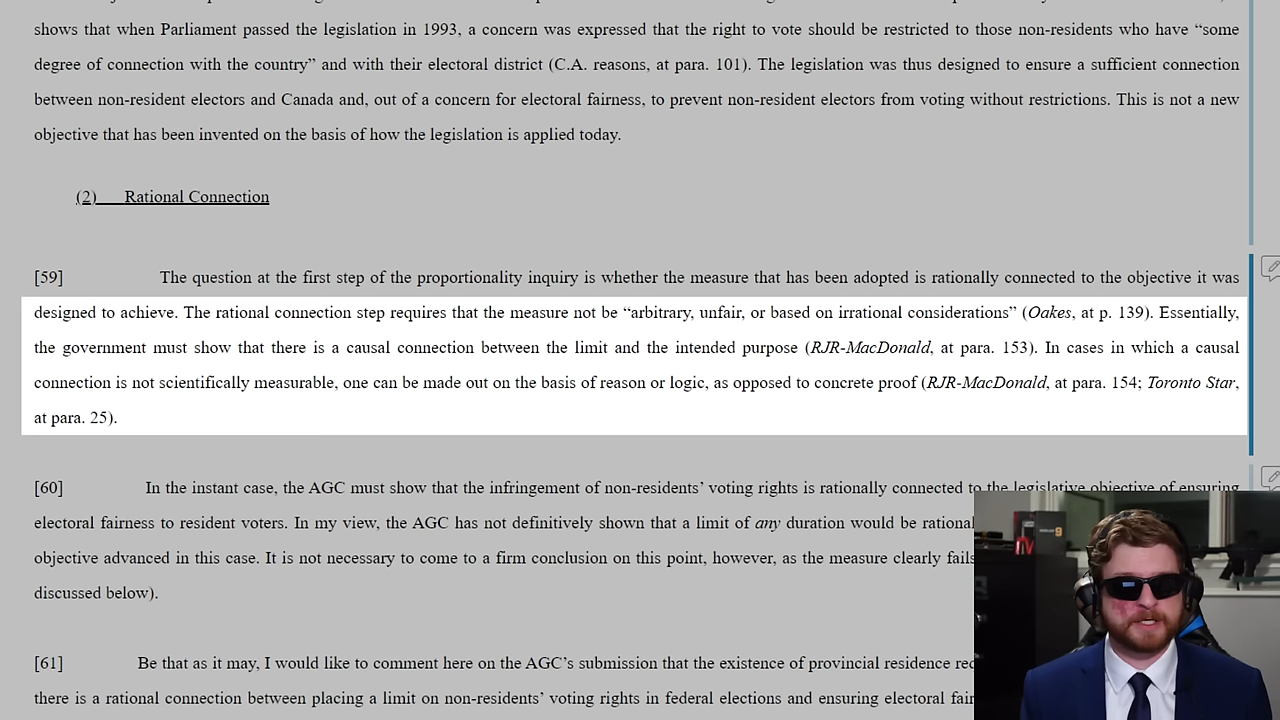 shows that when Parliament passed the legislation in 1993, a concern was expressed that the right to vote should be restricted to those non-residents who have “some
degree of connection with the country” and with their electoral district (C.A. reasons, at para. 101). The legislation was thus designed to ensure a sufficient connection
between non-resident electors and Canada and, out of a concern for electoral fairness, to prevent non-resident electors from voting without restrictions. This is not a new
objective that has been invented on the basis of how the legislation is applied today.
(2) Rational Connection
[59] The question at the first step of the proportionality inquiry is whether the measure that has been adopted is rationally connected to the objective it was
designed to achieve. The rational connection step requires that the measure not be “arbitrary, unfair, or based on irrational considerations” (Oakes, at p. 139). Essentially,
the government must show that there is a causal connection between the limit and the intended purpose (RJR-MacDonald, at para. 153). In cases in which a causal
connection is not scientifically measurable, one can be made out on the basis of reason or logic, as opposed to concrete proof (RJR-MacDonald, at para. 154; Toronto Star,
at para. 25).
[60] In the instant case, the AGC must show that the infringement of non-residents’ voting rights is rationally connected to the legislative objective of ensuring
electoral fairness to resident voters. In my view, the AGC has not definitively shown that a limit of any duration would be rational
objective advanced in this case. It is not necessary to come to a firm conclusion on this point, however, as the measure clearly fails
discussed below).
[61] Be that as it may, I would like to comment here on the AGC’s submission that the existence of provincial residence
there is a rational connection between placing a limit on non-residents’ voting rights in federal elections and ensuring electoral